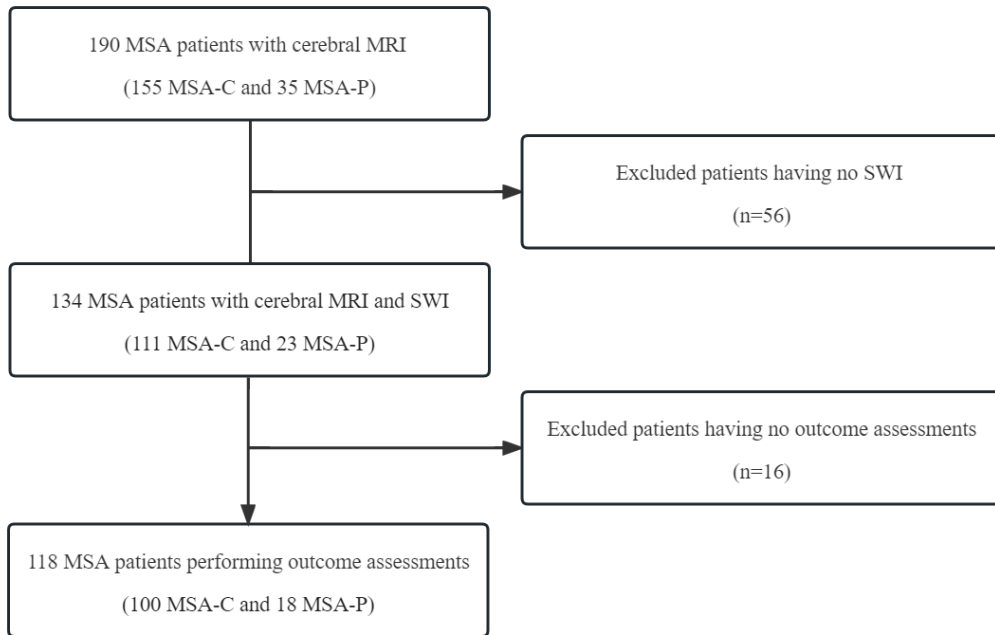 190 MSA patients with cerebral MRI
(155 MSA-C and 35 MSA-P)
Excluded patients having no SWI
(n=56)
134 MSA patients with cerebral MRI and SWI
(111 MSA-C and 23 MSA-P)
Excluded patients having no outcome assessments
(n=16)
118 MSA patients performing outcome assessments
(100 MSA-C and 18 MSA-P)